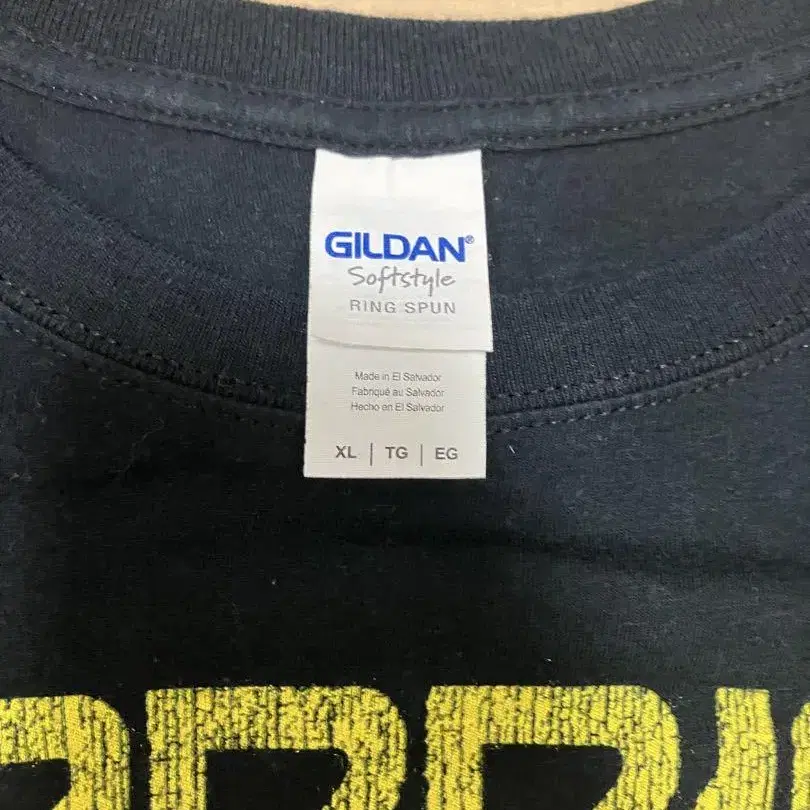 GILDAN®
Softstyle
RING SPUN
Made in El Salvador
Fabriqué au Salvador
Hecho en El Salvador
XL | TG | EG